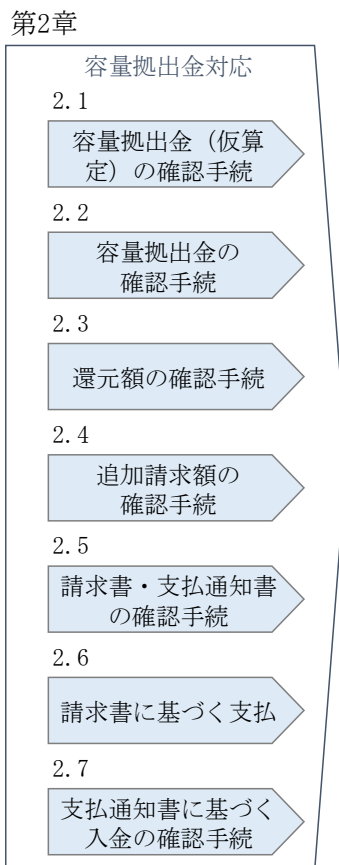 第2章
容量拠出金対応
2.1
容量拠出金（仮算
定）の確認手続
2.2
容量拠出金の
確認手続
2.3
還元額の確認手続
2.4
追加請求額の
確認手続
2.5
請求書・支払通知書
の確認手続
2.6
請求書に基づく支払
2.7
支払通知書に基づく
入金の確認手続